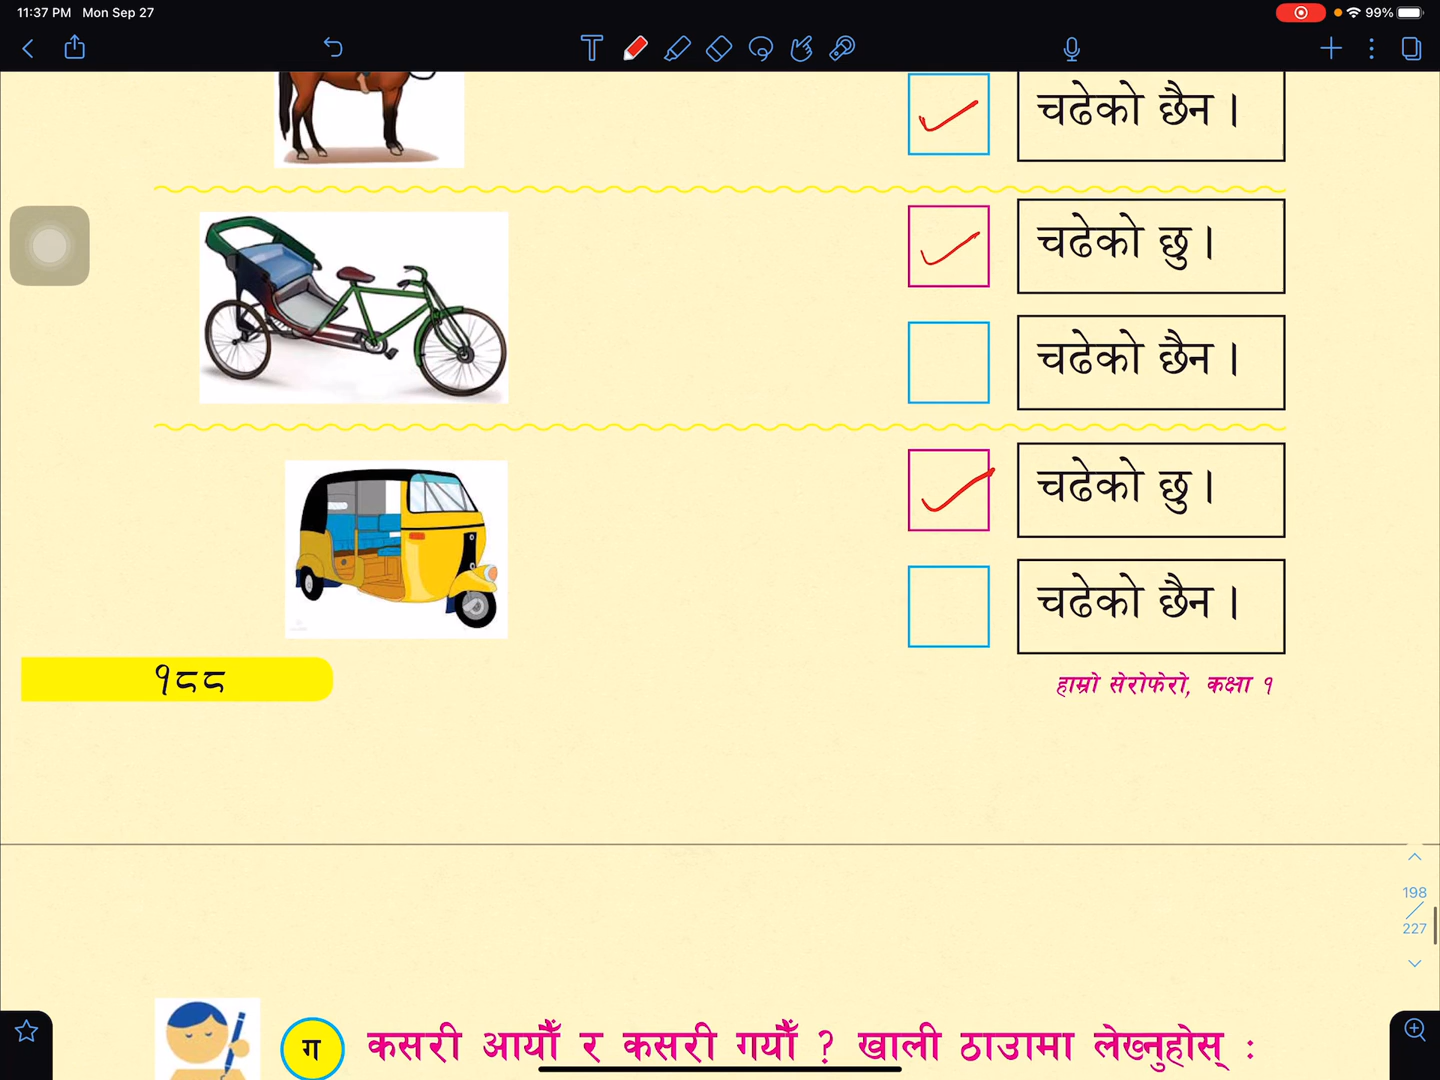 11:37 PM Mon Sep 27
99%
चढेको छैन ।
चढेको छु ।
चढेको छैन ।
चढेको छु ।
चढेको छैन ।
१८८
हाम्रो सेरोफेरो, कक्षा १
198
227
ग
कसरी आयौँ र कसरी गयौँ ? खाली ठाउामा लेख्नुहोस् :